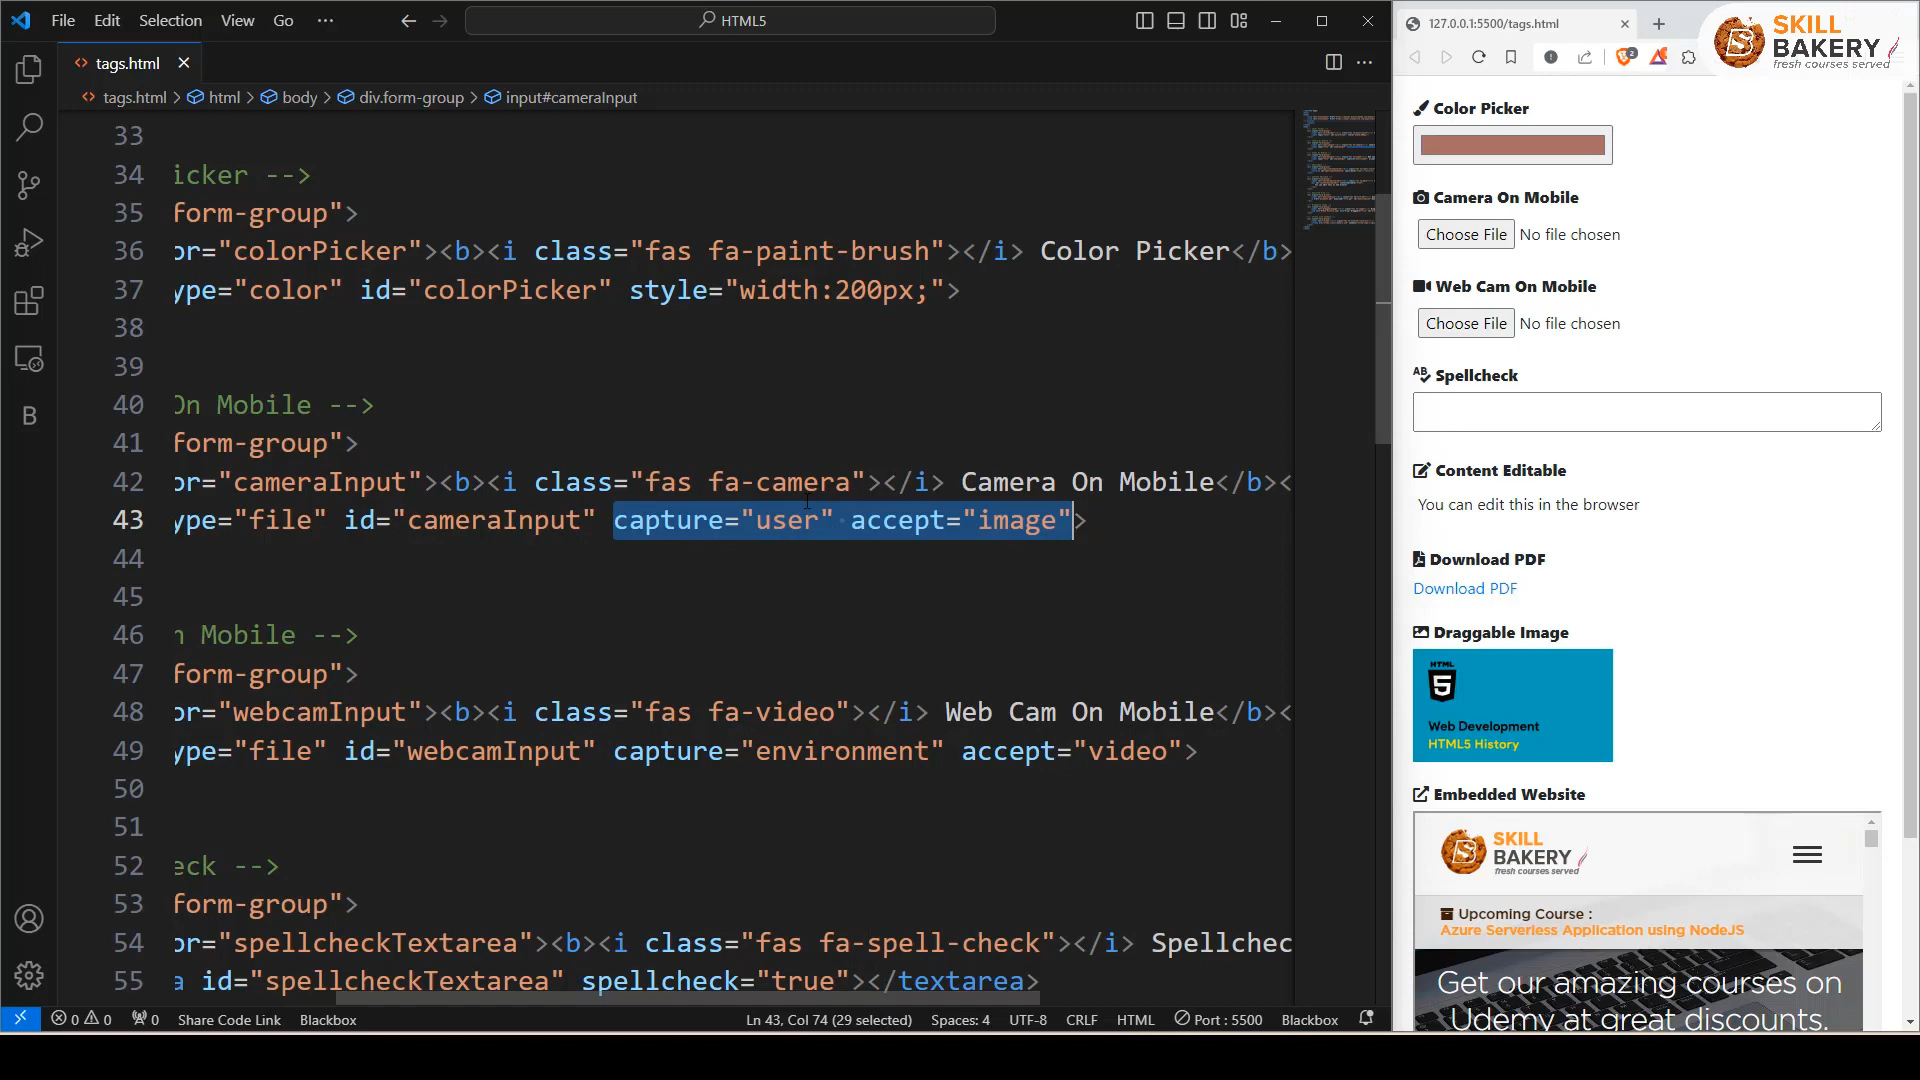 File Edit Selection View Go ···
HTML5
tags.html
tags.html > html > body > div.form-group > input#cameraInput
33
34 icker -->
35 form-group">
36 or="colorPicker"><b><i class="fas fa-paint-brush"></i> Color Picker</b>
37 ype="color" id="colorPicker" style="width:200px;">
38
39
40 On Mobile -->
41 form-group">
42 or="cameraInput"><b><i class="fas fa-camera"></i> Camera On Mobile</b><
43 ype="file" id="cameraInput" capture="user" accept="image">
44
45
46 n Mobile -->
47 form-group">
48 or="webcamInput"><b><i class="fas fa-video"></i> Web Cam On Mobile</b><
49 ype="file" id="webcamInput" capture="environment" accept="video">
50
51
52 eck -->
53 form-group">
54 or="spellcheckTextarea"><b><i class="fas fa-spell-check"></i> Spellchec
55 a id="spellcheckTextarea" spellcheck="true"></textarea>
B
0 0 0 Share Code Link Blackbox Ln 43, Col 74 (29 selected) Spaces: 4 UTF-8 CRLF HTML Port : 5500 Blackbox
127.0.0.1:5500/tags.html
2
SKILL
BAKERY
fresh courses served
Color Picker
Camera On Mobile
Choose File No file chosen
Web Cam On Mobile
Choose File No file chosen
AB Spellcheck
Content Editable
You can edit this in the browser
Download PDF
Download PDF
Draggable Image
HTML
5
Web Development
HTML5 History
Embedded Website
SKILL
BAKERY
fresh courses served
Upcoming Course :
Azure Serverless Application using NodeJS
Get our amazing courses on
Udemy at great discounts.